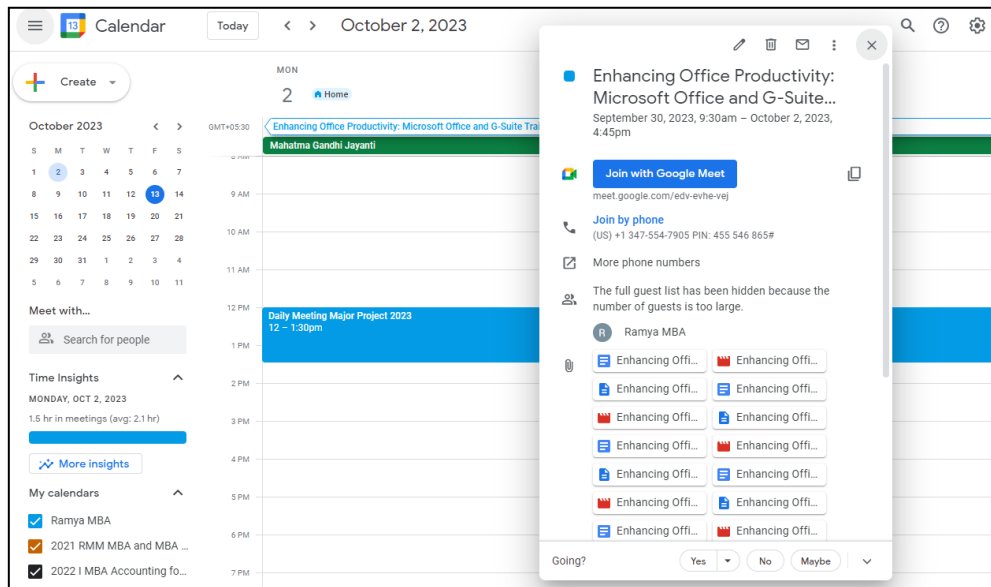 13 Calendar
Today
October 2, 2023
Create
October 2023
S M T W T F S
1 2 3 4 5 6 7
8 9 10 11 12 13 14
15 16 17 18 19 20 21
22 23 24 25 26 27 28
29 30 31 1 2 3 4
5 6 7 8 9 10 11
Meet with...
Search for people
Time Insights
MONDAY, OCT 2, 2023
1.5 hr in meetings (avg: 2.1 hr)
More insights
My calendars
Ramya MBA
2021 RMM MBA and MBA ...
2022 I MBA Accounting fo...
MON
2 Home
GMT+05:30
Enhancing Office Productivity: Microsoft Office and G-Suite Trai
Mahatma Gandhi Jayanti
8 AM
9 AM
10 AM
11 AM
12 PM
Daily Meeting Major Project 2023
12 – 1:30pm
1 PM
2 PM
3 PM
4 PM
5 PM
6 PM
7 PM
Enhancing Office Productivity:
Microsoft Office and G-Suite...
September 30, 2023, 9:30am – October 2, 2023,
4:45pm
Join with Google Meet
meet.google.com/edv-evhe-vej
Join by phone
(US) +1 347-554-7905 PIN: 455 546 865#
More phone numbers
The full guest list has been hidden because the
number of guests is too large.
R Ramya MBA
Enhancing Offi... Enhancing Offi...
Enhancing Offi... Enhancing Offi...
Enhancing Offi... Enhancing Offi...
Enhancing Offi... Enhancing Offi...
Enhancing Offi... Enhancing Offi...
Enhancing Offi... Enhancing Offi...
Enhancing Offi... Enhancing Offi...
Going? Yes No Maybe